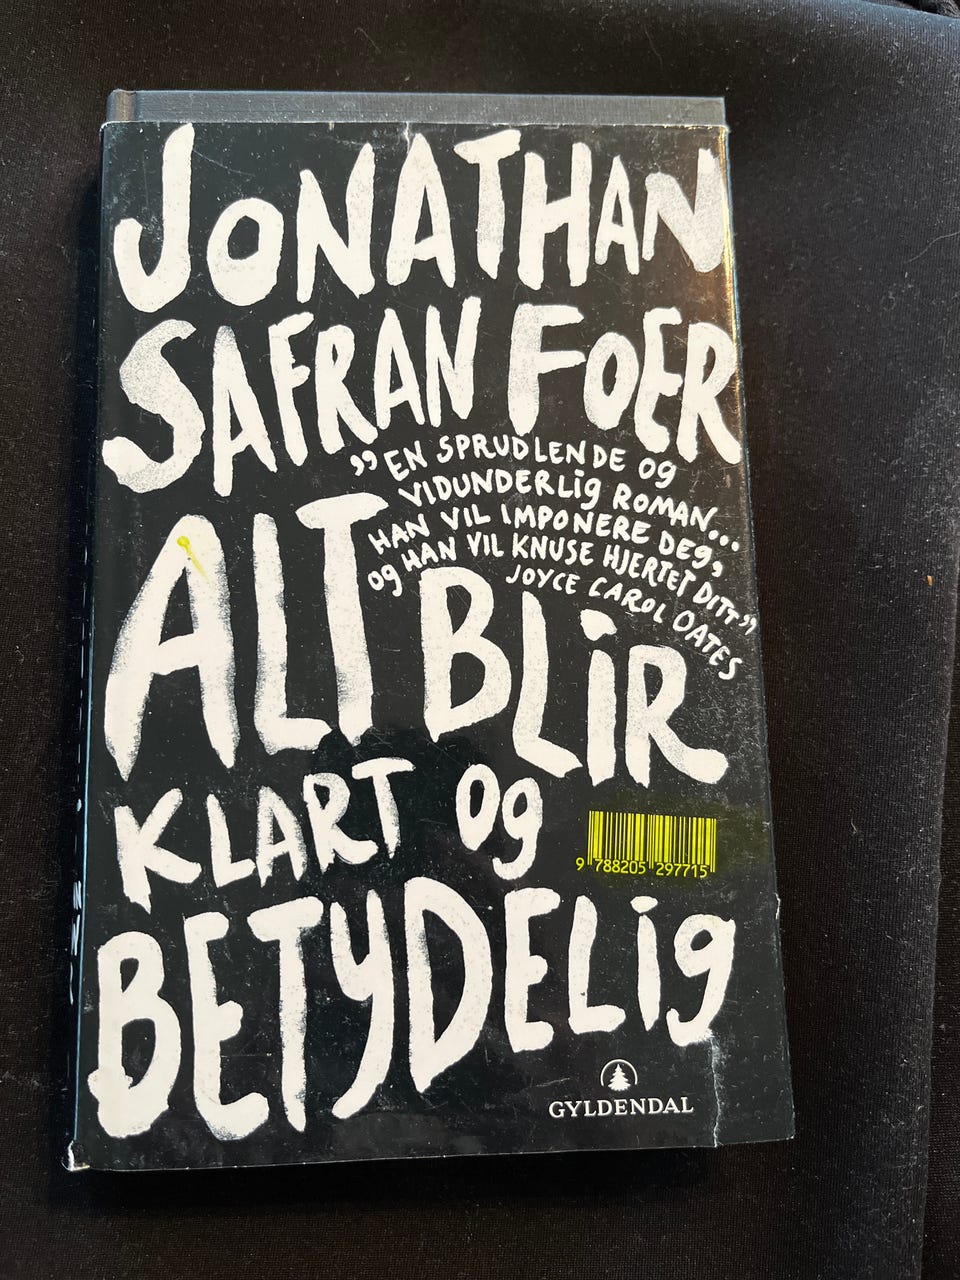 JONATHAN
SAFRAN FOER
”EN SPRUDLENDE OG
VIDUNDERLiG ROMAN...
HAN VIL IMPONERE DEG,
OG HAN VIL KNUSE HJERTET DITT”
JOYCE CAROL OATES
ALT BLiR
KLART OG
BETYDELiG
9 788205 297715
GYLDENDAL